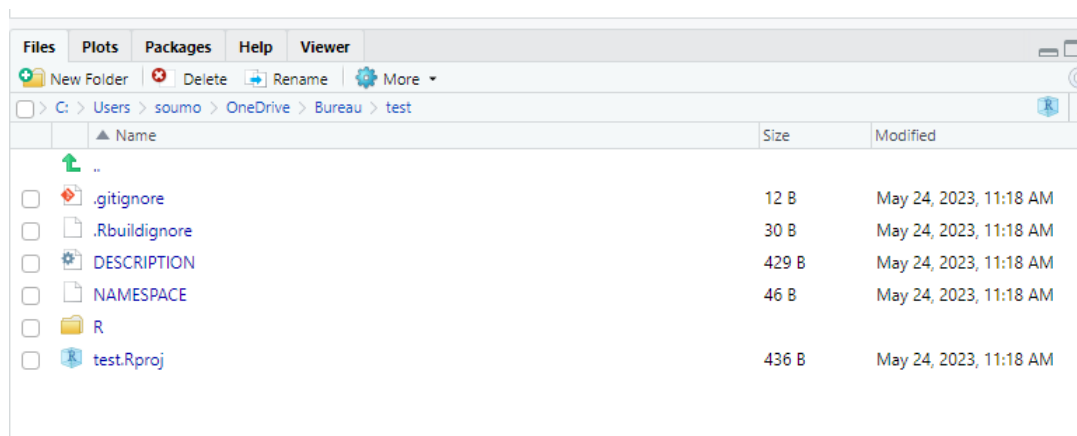 Files Plots Packages Help Viewer
New Folder Delete Rename More
C: > Users > soumo > OneDrive > Bureau > test
Name Size Modified
..
.gitignore 12 B May 24, 2023, 11:18 AM
.Rbuildignore 30 B May 24, 2023, 11:18 AM
DESCRIPTION 429 B May 24, 2023, 11:18 AM
NAMESPACE 46 B May 24, 2023, 11:18 AM
R
test.Rproj 436 B May 24, 2023, 11:18 AM